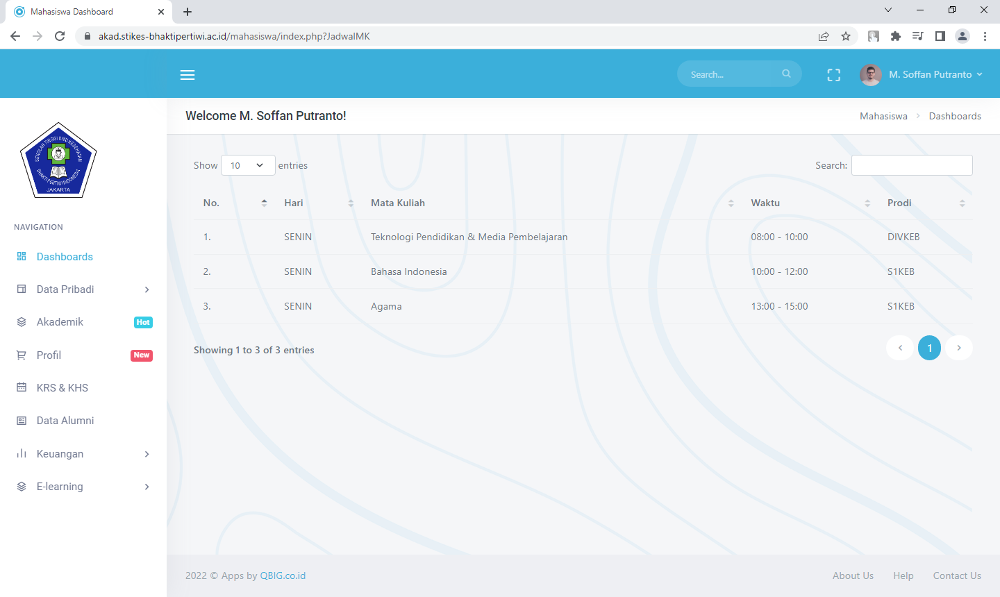 Mahasiswa Dashboard
akad.stikes-bhaktipertiwi.ac.id/mahasiswa/index.php?JadwalMK
Search...
M. Soffan Putranto
Welcome M. Soffan Putranto!
Mahasiswa > Dashboards
SEKOLAH TINGGI ILMU KESEHATAN
BHAKTI PERTIWI INDONESIA
JAKARTA
NAVIGATION
Dashboards
Data Pribadi
Akademik Hot
Profil New
KRS & KHS
Data Alumni
Keuangan
E-learning
Show 10 entries
Search:
No. Hari Mata Kuliah Waktu Prodi
1. SENIN Teknologi Pendidikan & Media Pembelajaran 08:00 - 10:00 DIVKEB
2. SENIN Bahasa Indonesia 10:00 - 12:00 S1KEB
3. SENIN Agama 13:00 - 15:00 S1KEB
Showing 1 to 3 of 3 entries
1
2022 © Apps by QBIG.co.id
About Us Help Contact Us